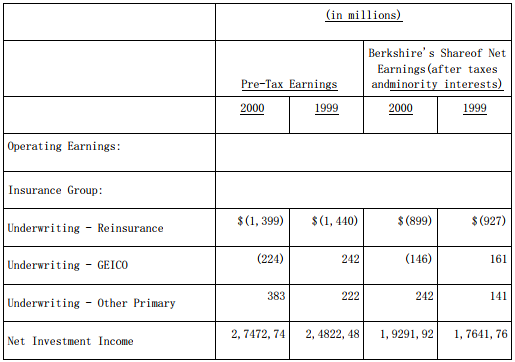 (in millions)
Berkshire's Shareof Net
Earnings(after taxes
Pre-Tax Earnings andminority interests)
2000 1999 2000 1999
Operating Earnings:
Insurance Group:
Underwriting - Reinsurance $(1,399) $(1,440) $(899) $(927)
Underwriting - GEICO (224) 242 (146) 161
Underwriting - Other Primary 383 222 242 141
Net Investment Income 2,7472,74 2,4822,48 1,9291,92 1,7641,76